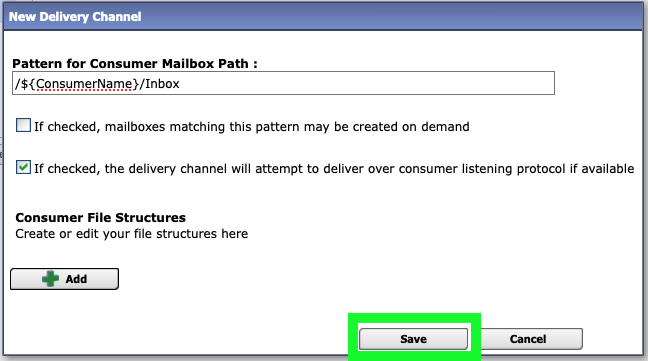 New Delivery Channel
Pattern for Consumer Mailbox Path :
/${ConsumerName}/Inbox
If checked, mailboxes matching this pattern may be created on demand
If checked, the delivery channel will attempt to deliver over consumer listening protocol if available
Consumer File Structures
Create or edit your file structures here
Add
Save Cancel